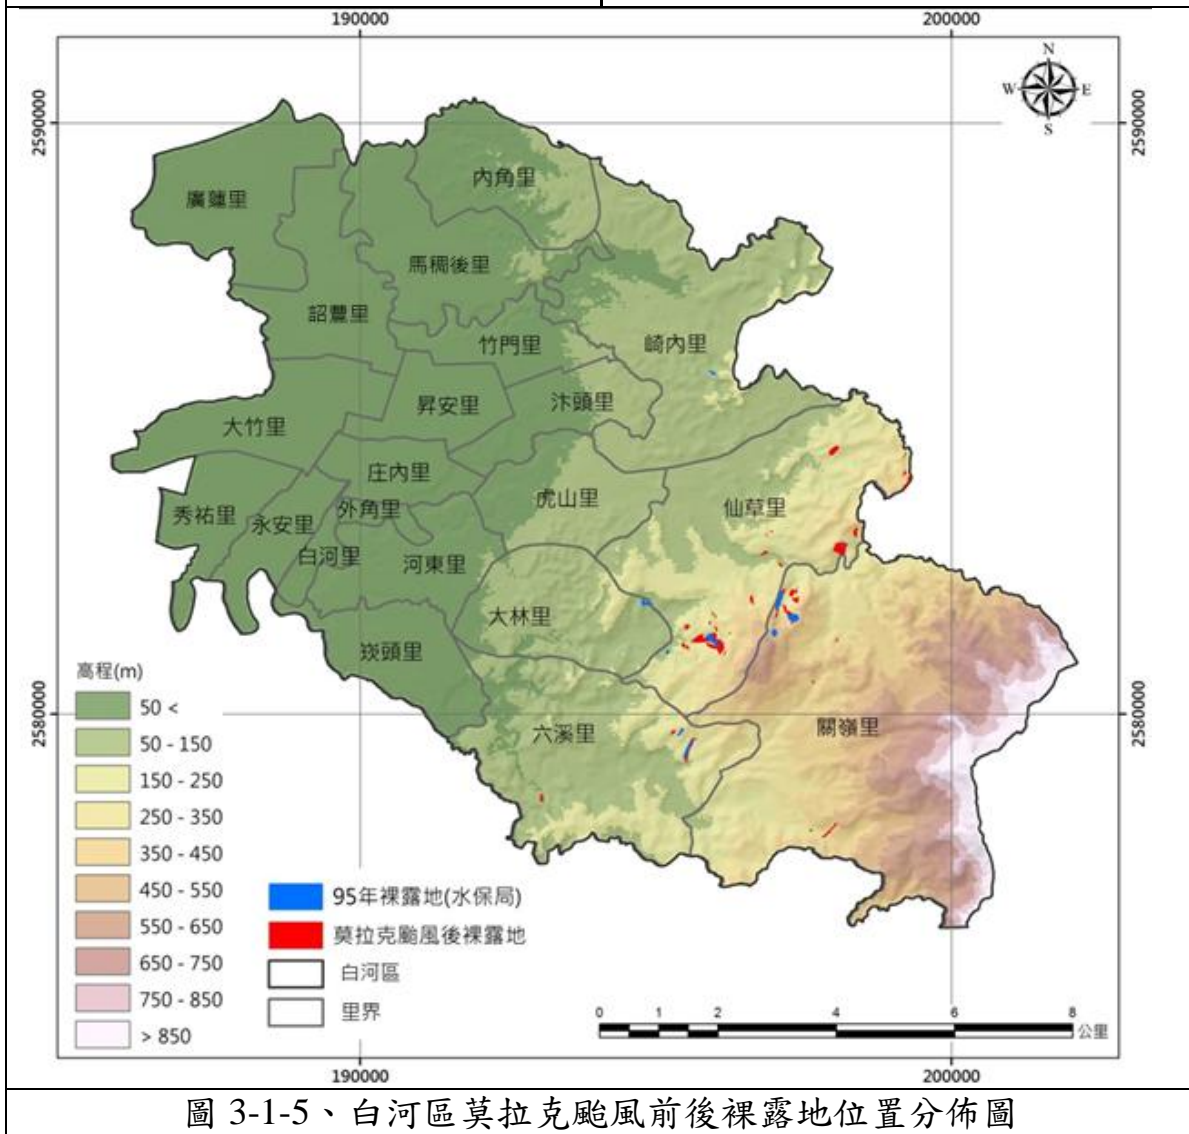 190000
200000
N
W
E
S
2590000
2590000
內角里
廣蓮里
馬稠後里
詔豐里
竹門里
崎內里
昇安里
汴頭里
大竹里
庄內里
虎山里
外角里
仙草里
秀祐里
永安里
白河里
河東里
大林里
崁頭里
2580000
2580000
六溪里
關嶺里
高程(m)
50 <
50 - 150
150 - 250
250 - 350
350 - 450
450 - 550
550 - 650
650 - 750
750 - 850
> 850
95年裸露地(水保局)
莫拉克颱風後裸露地
白河區
里界
0 1 2 4 6 8
公里
190000
200000
圖 3-1-5、白河區莫拉克颱風前後裸露地位置分佈圖